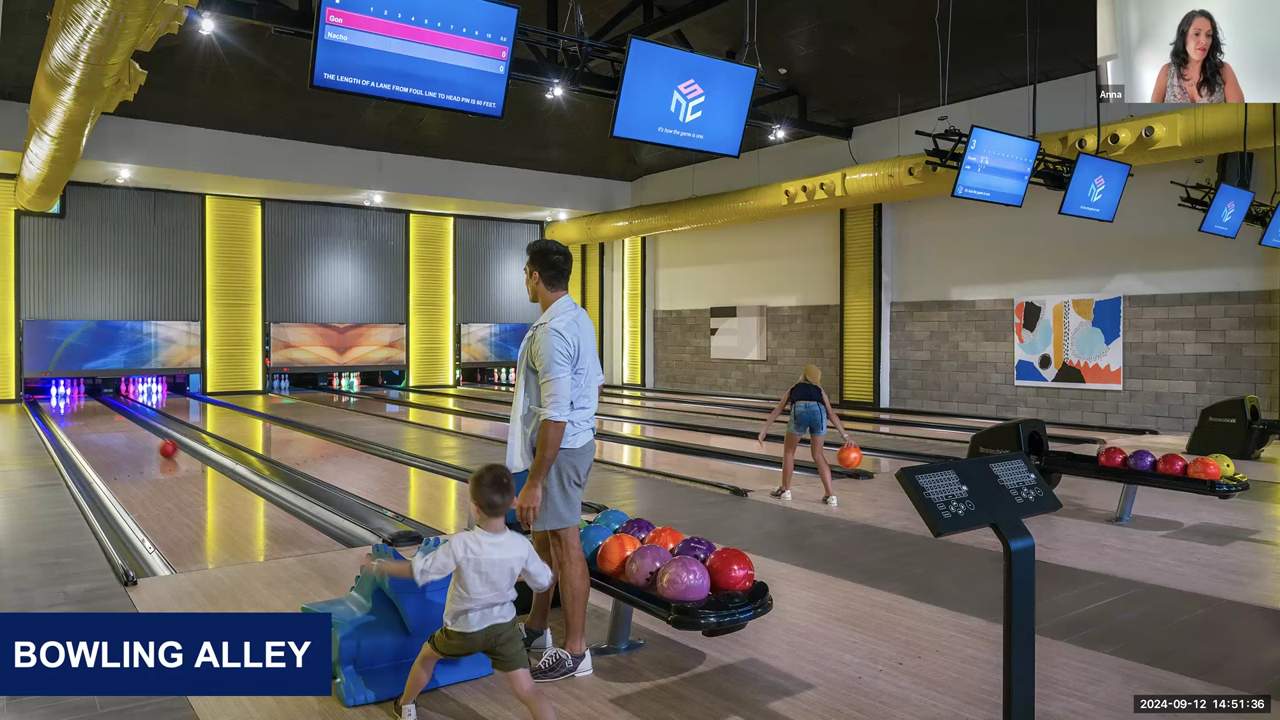 1 2 3 4 5 6 7 8 9 10
Gon
0
Nacho
0
THE LENGTH OF A LANE FROM FOUL LINE TO HEAD PIN IS 60 FEET.
It's how the game is one.
3
Anna
BOWLING ALLEY
2024-09-12 14:51:36